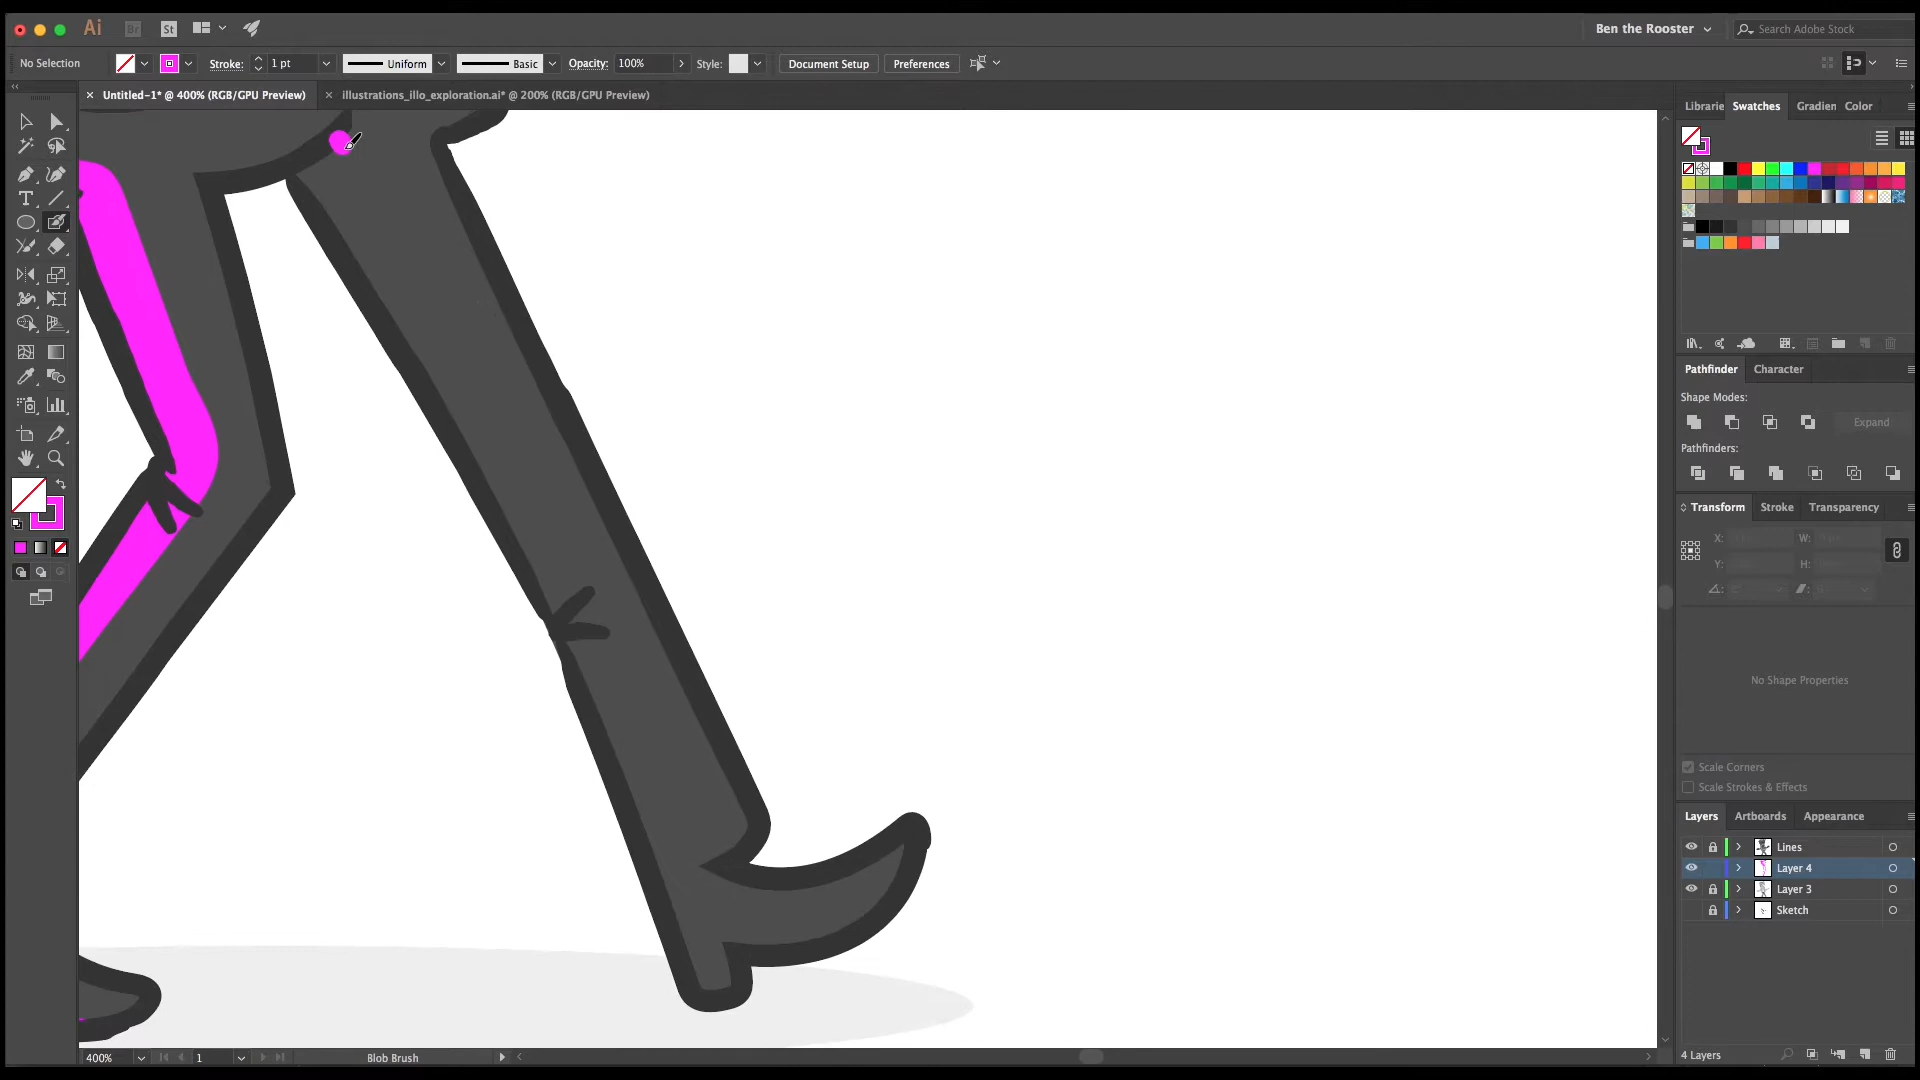 Ai Br St Ben the Rooster Search Adobe Stock
No Selection Stroke: 1 pt Uniform Basic Opacity: 100% Style: Document Setup Preferences
Untitled-1* @ 400% (RGB/GPU Preview) illustrations_illo_exploration.ai* @ 200% (RGB/GPU Preview)
Librarie Swatches Gradien Color
Pathfinder Character
Shape Modes:
Expand
Pathfinders:
Transform Stroke Transparency
X: W:
Y: H:
No Shape Properties
Scale Corners
Scale Strokes & Effects
Layers Artboards Appearance
Lines
Layer 4
Layer 3
Sketch
400% 1 Blob Brush
4 Layers